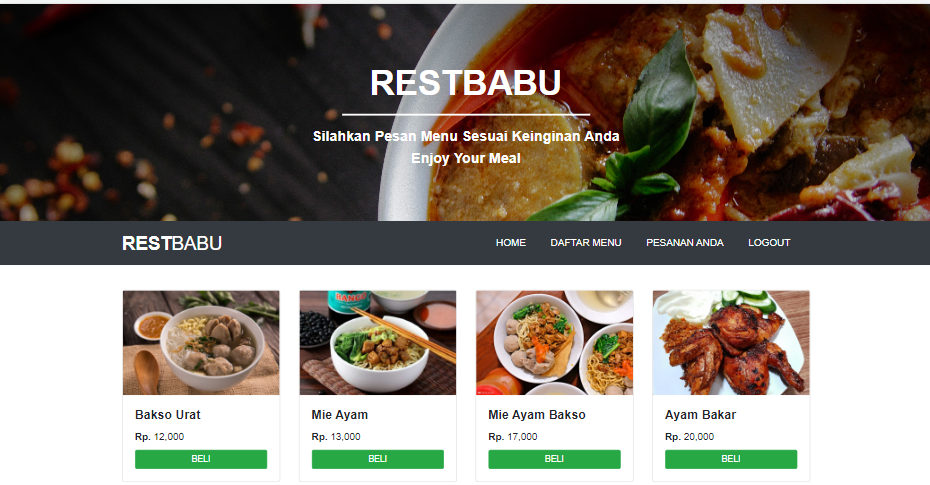 RESTBABU
Silahkan Pesan Menu Sesuai Keinginan Anda
Enjoy Your Meal
RESTBABU HOME DAFTAR MENU PESANAN ANDA LOGOUT
BANGO
Bakso Urat Mie Ayam Mie Ayam Bakso Ayam Bakar
Rp. 12,000 Rp. 13,000 Rp. 17,000 Rp. 20,000
BELI BELI BELI BELI